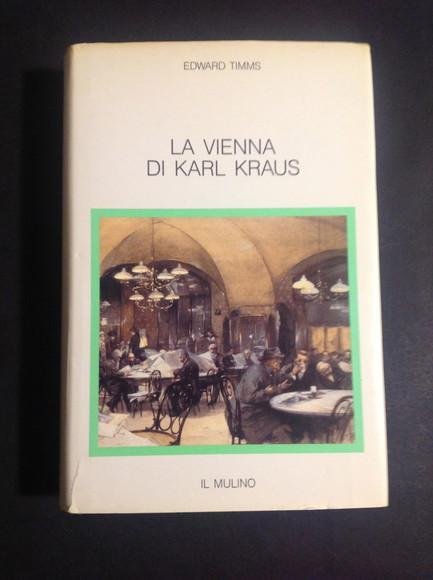 EDWARD TIMMS
LA VIENNA
DI KARL KRAUS
IL MULINO